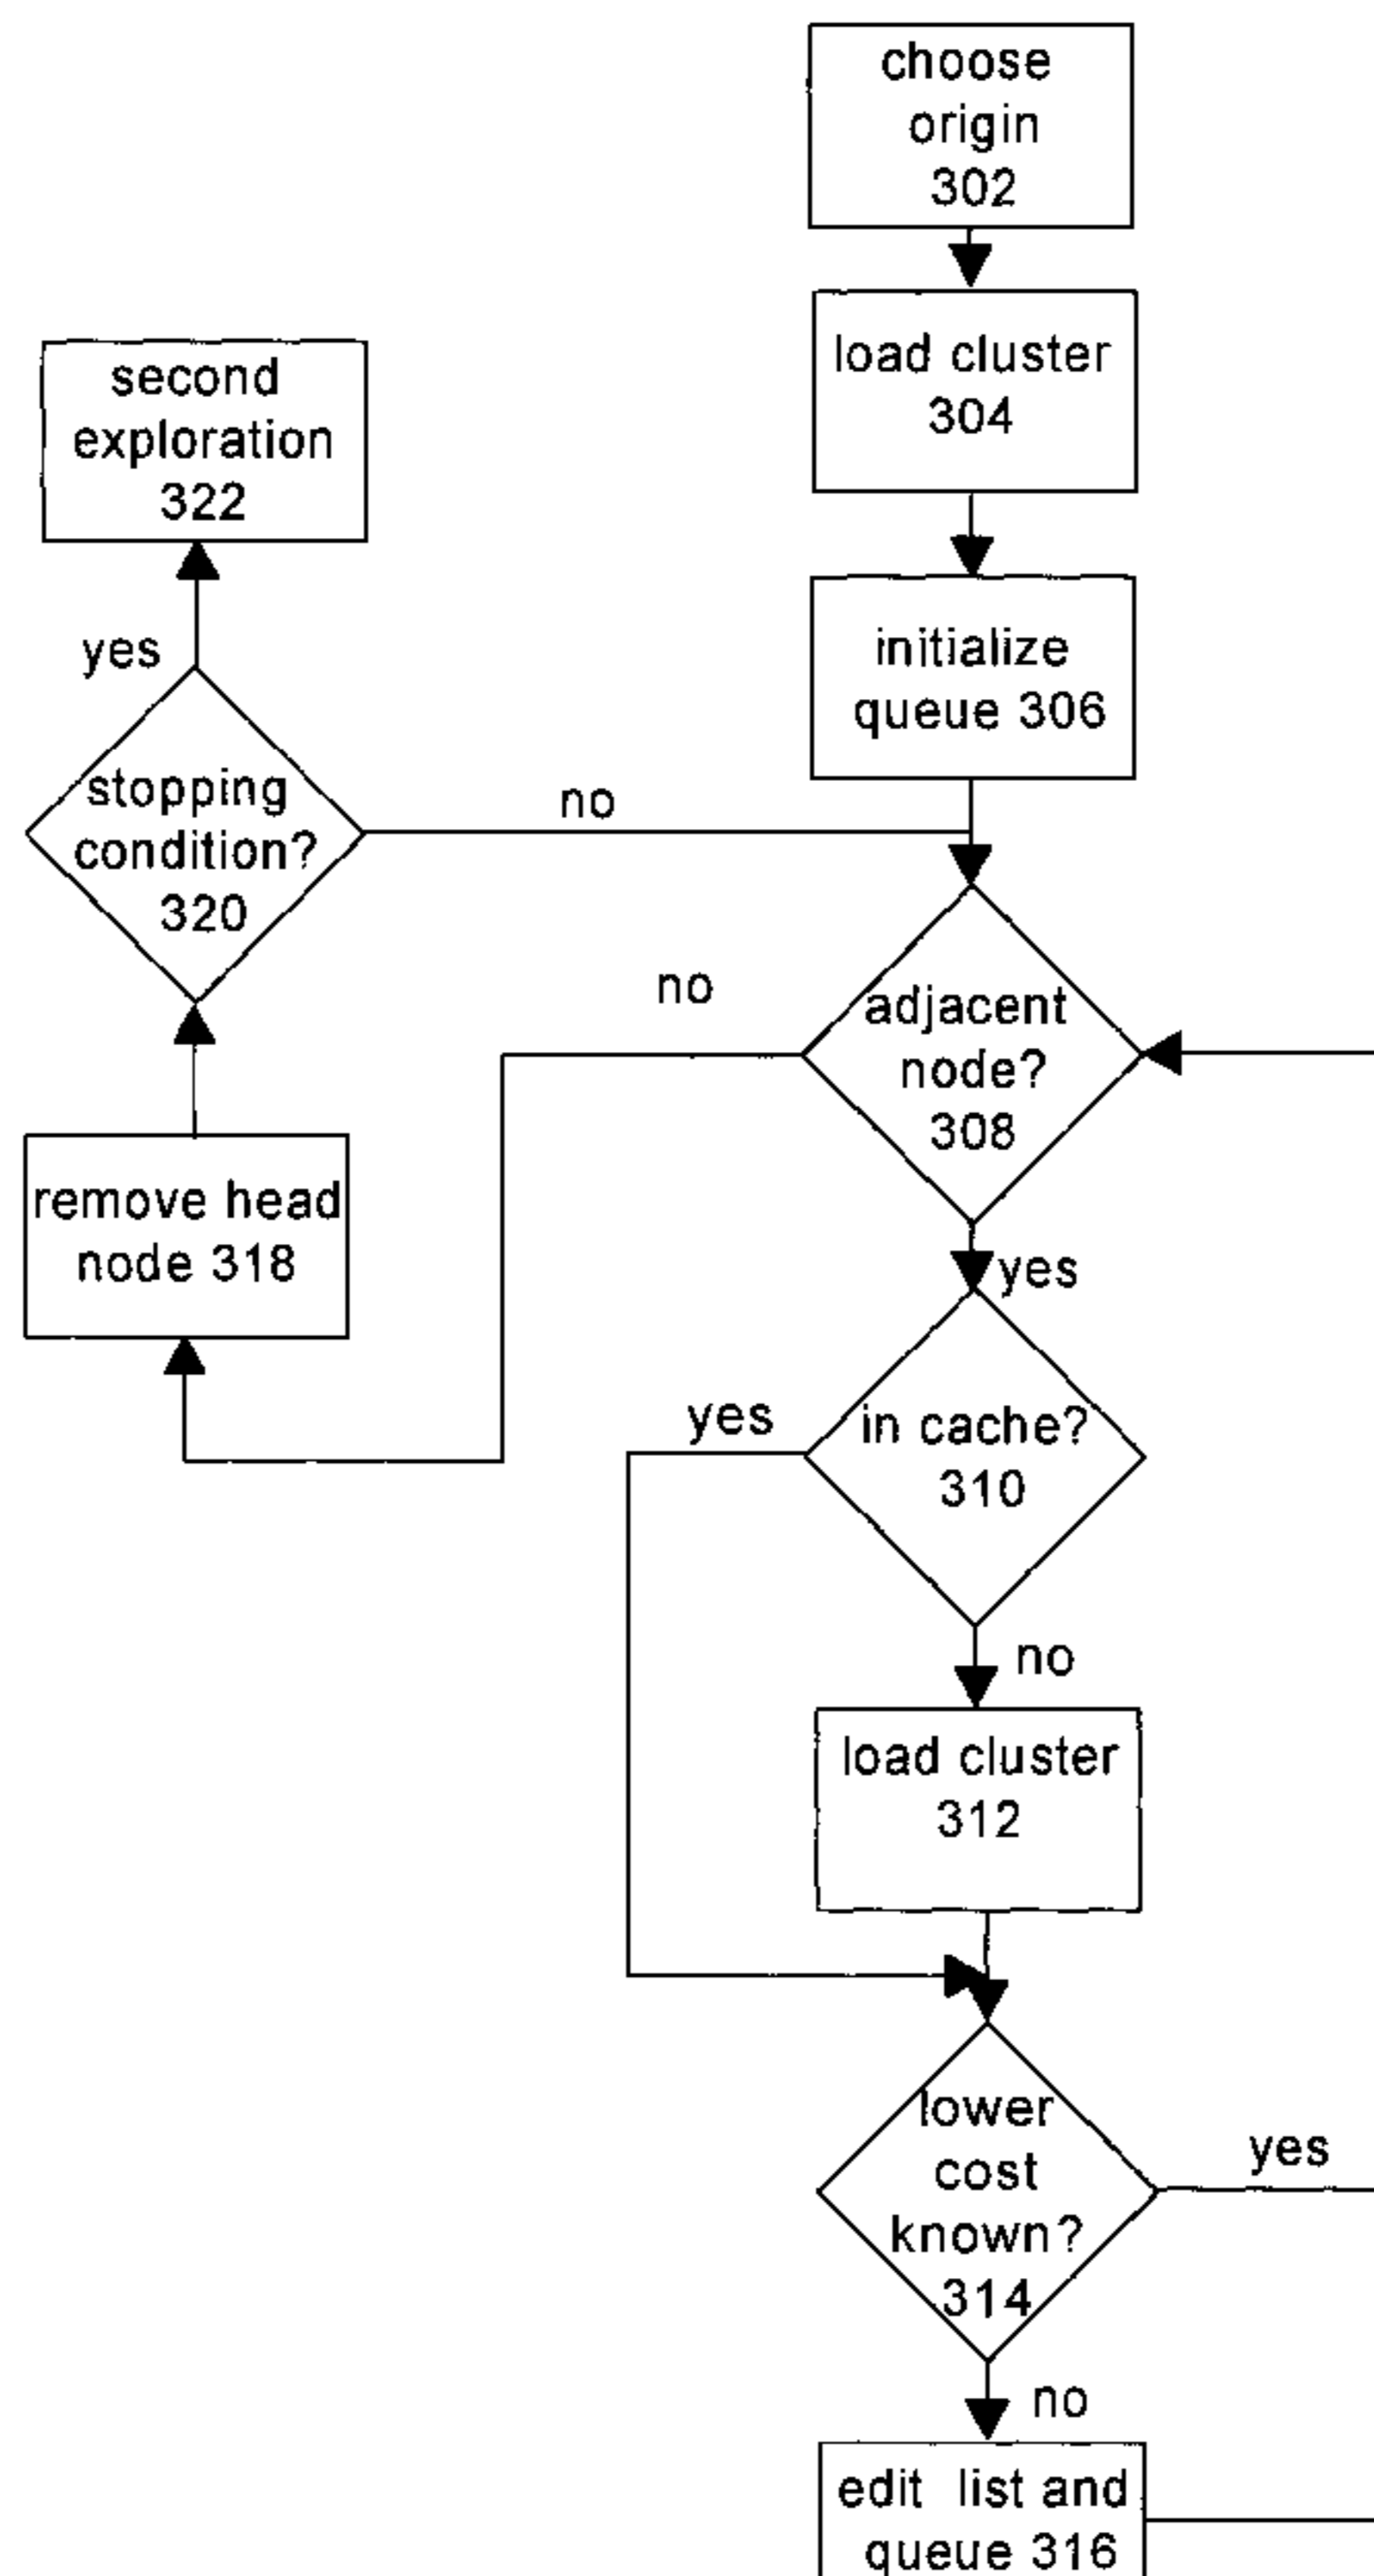 choose
origin
302
load cluster
304
second
exploration
322
initialize
queue 306
yes
stopping
condition?
320
no
no
adjacent
node?
308
remove head
node 318
yes
yes
in cache?
310
no
load cluster
312
lower
cost
known?
314
yes
no
edit list and
queue 316